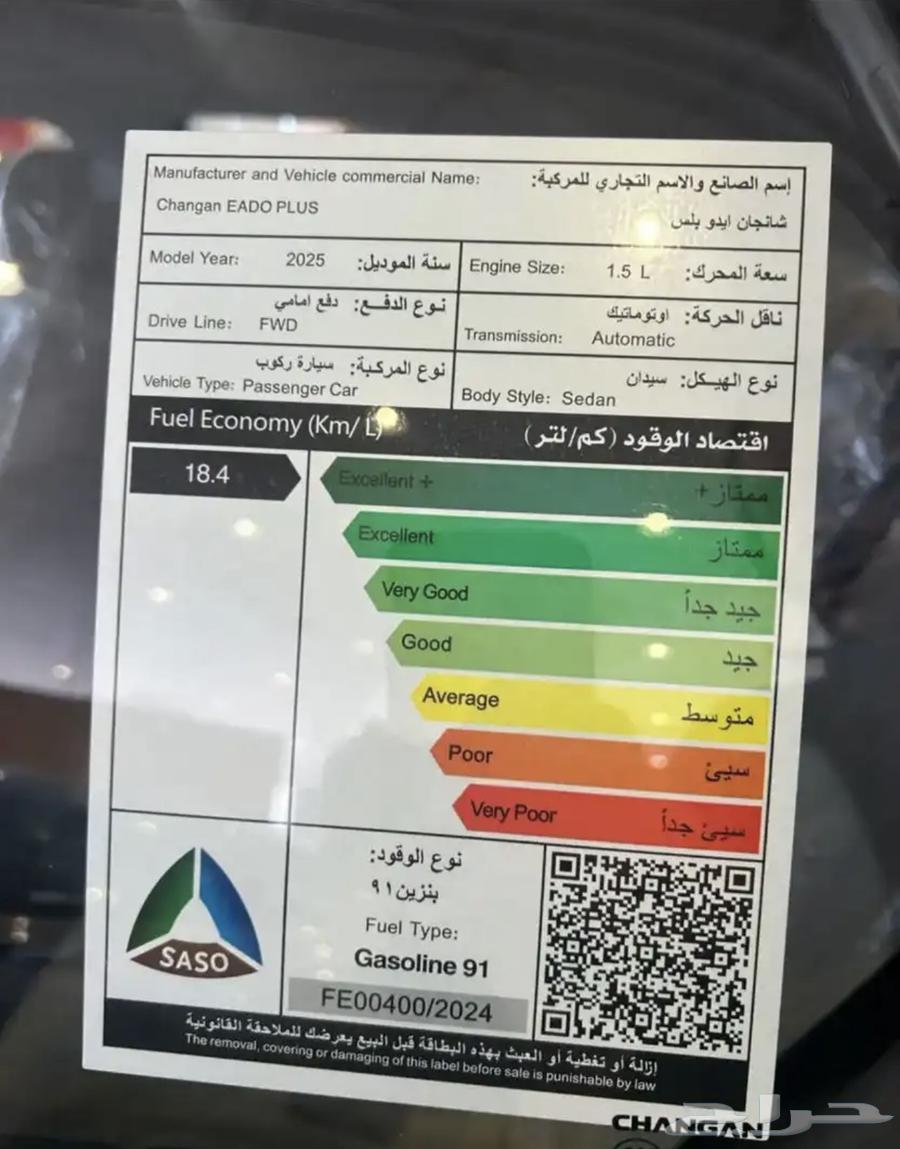 Manufacturer and Vehicle commercial Name: إسم الصانع والاسم التجاري للمركبة:
Changan EADO PLUS شانجان ايدو بلس
Model Year: 2025 سنة الموديل:
Engine Size: 1.5 L سعة المحرك:
نوع الدفع: دفع امامي
Drive Line: FWD
ناقل الحركة: اوتوماتيك
Transmission: Automatic
نوع المركبة: سيارة ركوب
Vehicle Type: Passenger Car
نوع الهيكل: سيدان
Body Style: Sedan
Fuel Economy (Km/ L) اقتصاد الوقود (كم/لتر)
18.4
Excellent + ممتاز +
Excellent ممتاز
Very Good جيد جداً
Good جيد
Average متوسط
Poor سيئ
Very Poor سيئ جداً
SASO
نوع الوقود:
بنزين ٩١
Fuel Type:
Gasoline 91
FE00400/2024
إزالة أو تغطية أو العبث بهذه البطاقة قبل البيع يعرضك للملاحقة القانونية
The removal, covering or damaging of this label before sale is punishable by law
CHANGAN
حراج